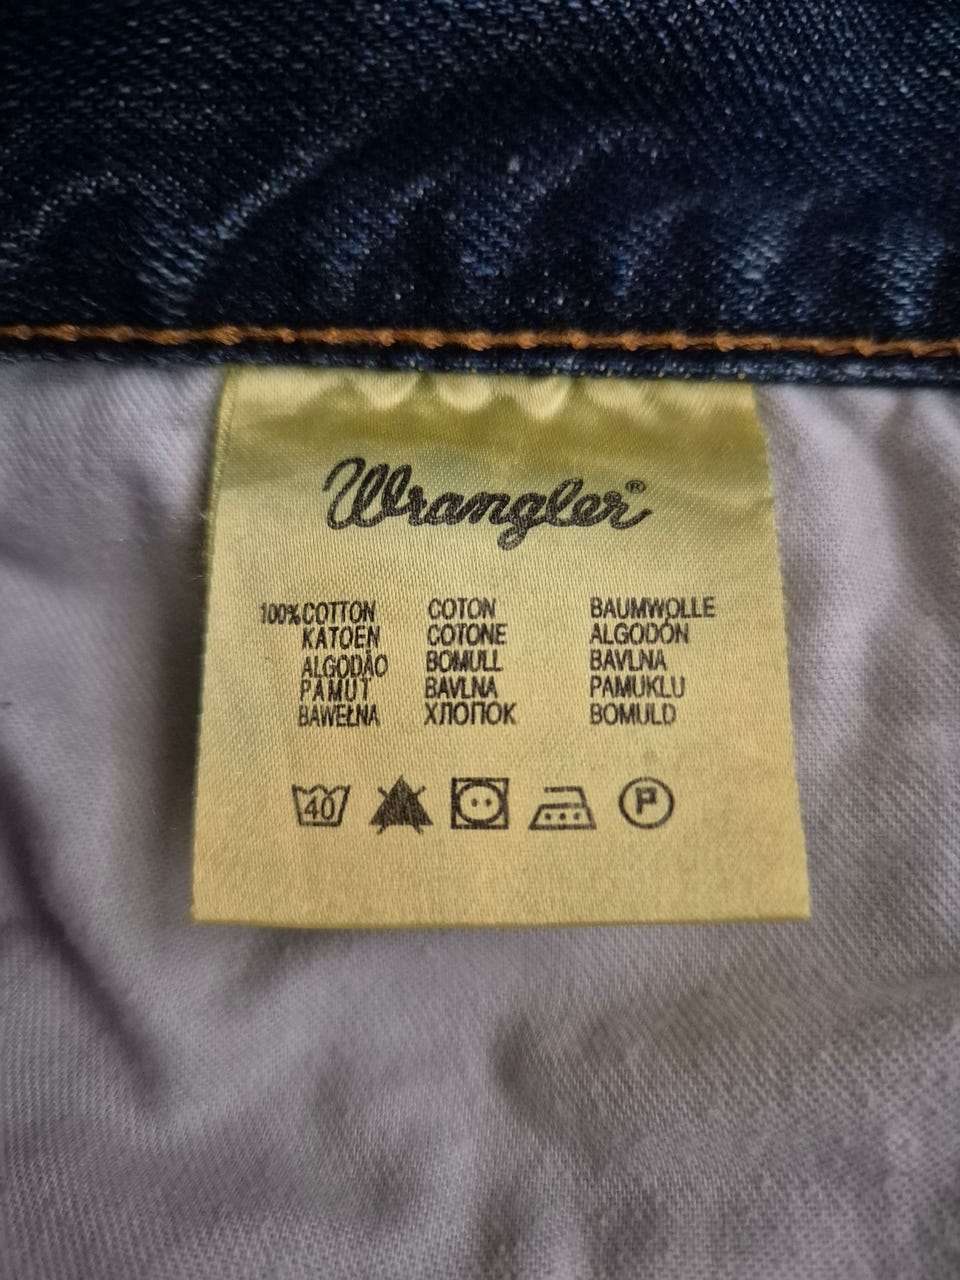 Wrangler®
100% COTTON COTON BAUMWOLLE
KATOEN COTONE ALGODÓN
ALGODÃO BOMULL BAVLNA
PAMUT BAVLNA PAMUKLU
BAWEŁNA ХЛОПОК BOMULD
40 P